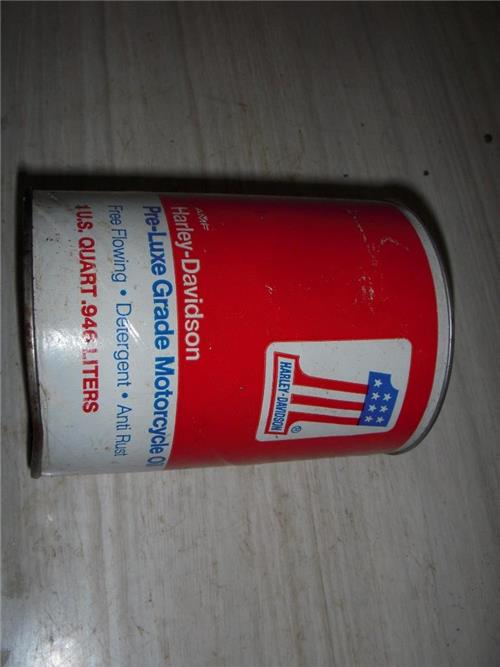 HARLEY-DAVIDSON
®
AMF
Harley-Davidson
Pre-Luxe Grade Motorcycle
Free Flowing • Detergent • Anti Rust
1 U.S. QUART .946 LITERS